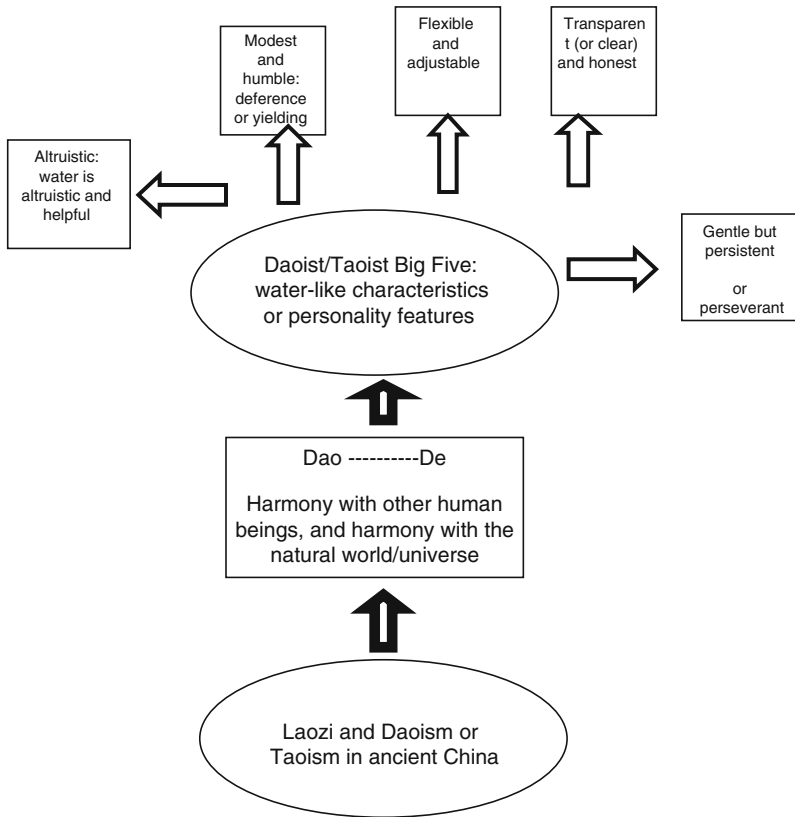 Modest
and
humble:
deference
or yielding
Flexible
and
adjustable
Transparen
t (or clear)
and honest
Altruistic:
water is
altruistic and
helpful
Gentle but
persistent
or
perseverant
Daoist/Taoist Big Five:
water-like characteristics
or personality features
Dao ----------De
Harmony with other human
beings, and harmony with the
natural world/universe
Laozi and Daoism or
Taoism in ancient China